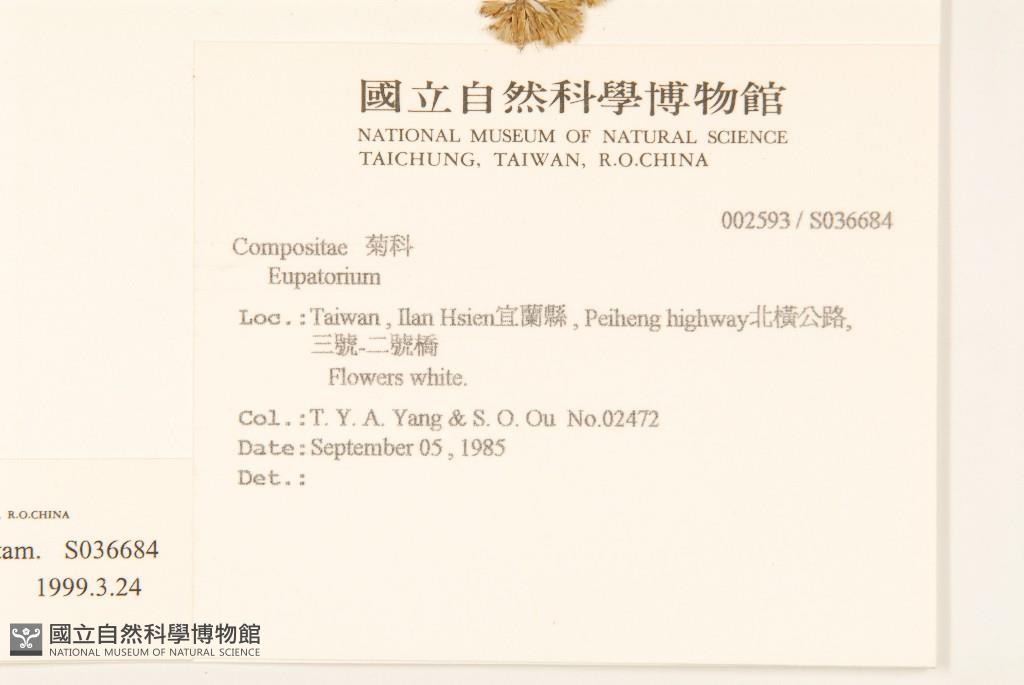 國立自然科學博物館
NATIONAL MUSEUM OF NATURAL SCIENCE
TAICHUNG, TAIWAN, R.O.CHINA
002593 / S036684
Compositae 菊科
Eupatorium
Loc.:Taiwan , Ilan Hsien宜蘭縣 , Peiheng highway北橫公路,
三號-二號橋
Flowers white.
Col.:T. Y. A. Yang & S. O. Ou No.02472
Date:September 05 , 1985
Det.:
, R.O.CHINA
tam. S036684
1999.3.24
國立自然科學博物館
NATIONAL MUSEUM OF NATURAL SCIENCE